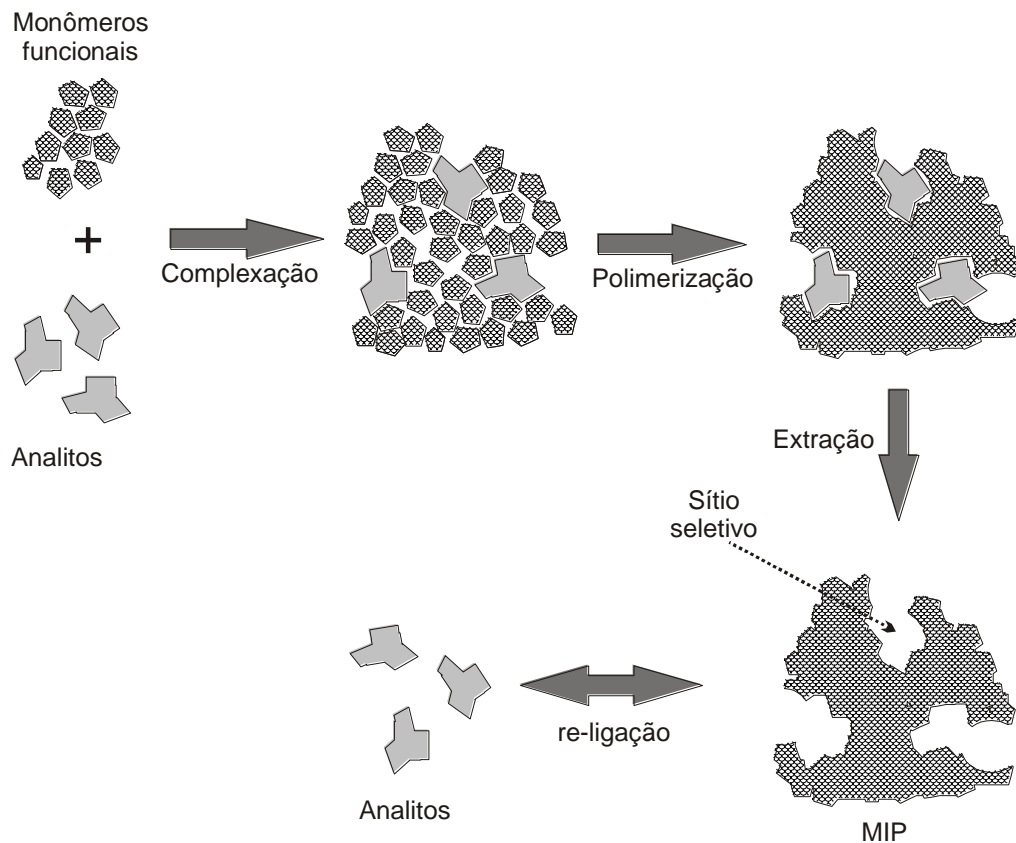 Monômeros
funcionais
+
Complexação
Polimerização
Analitos
Extração
Sítio
seletivo
re-ligação
Analitos
MIP